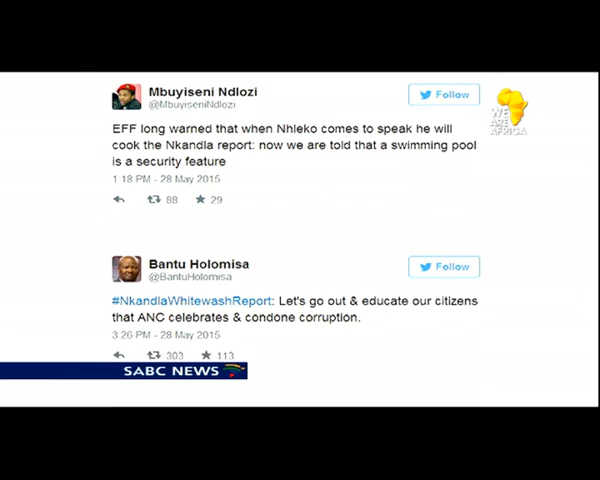 Mbuyiseni Ndlozi
@MbuyiseniNdlozi
Follow
EFF long warned that when Nhleko comes to speak he will
cook the Nkandla report: now we are told that a swimming pool
is a security feature
1:18 PM - 28 May 2015
88 29
WE
ARE
AFRICA
Bantu Holomisa
@BantuHolomisa
Follow
#NkandlaWhitewashReport: Let's go out & educate our citizens
that ANC celebrates & condone corruption.
3:26 PM - 28 May 2015
303 113
SABC NEWS